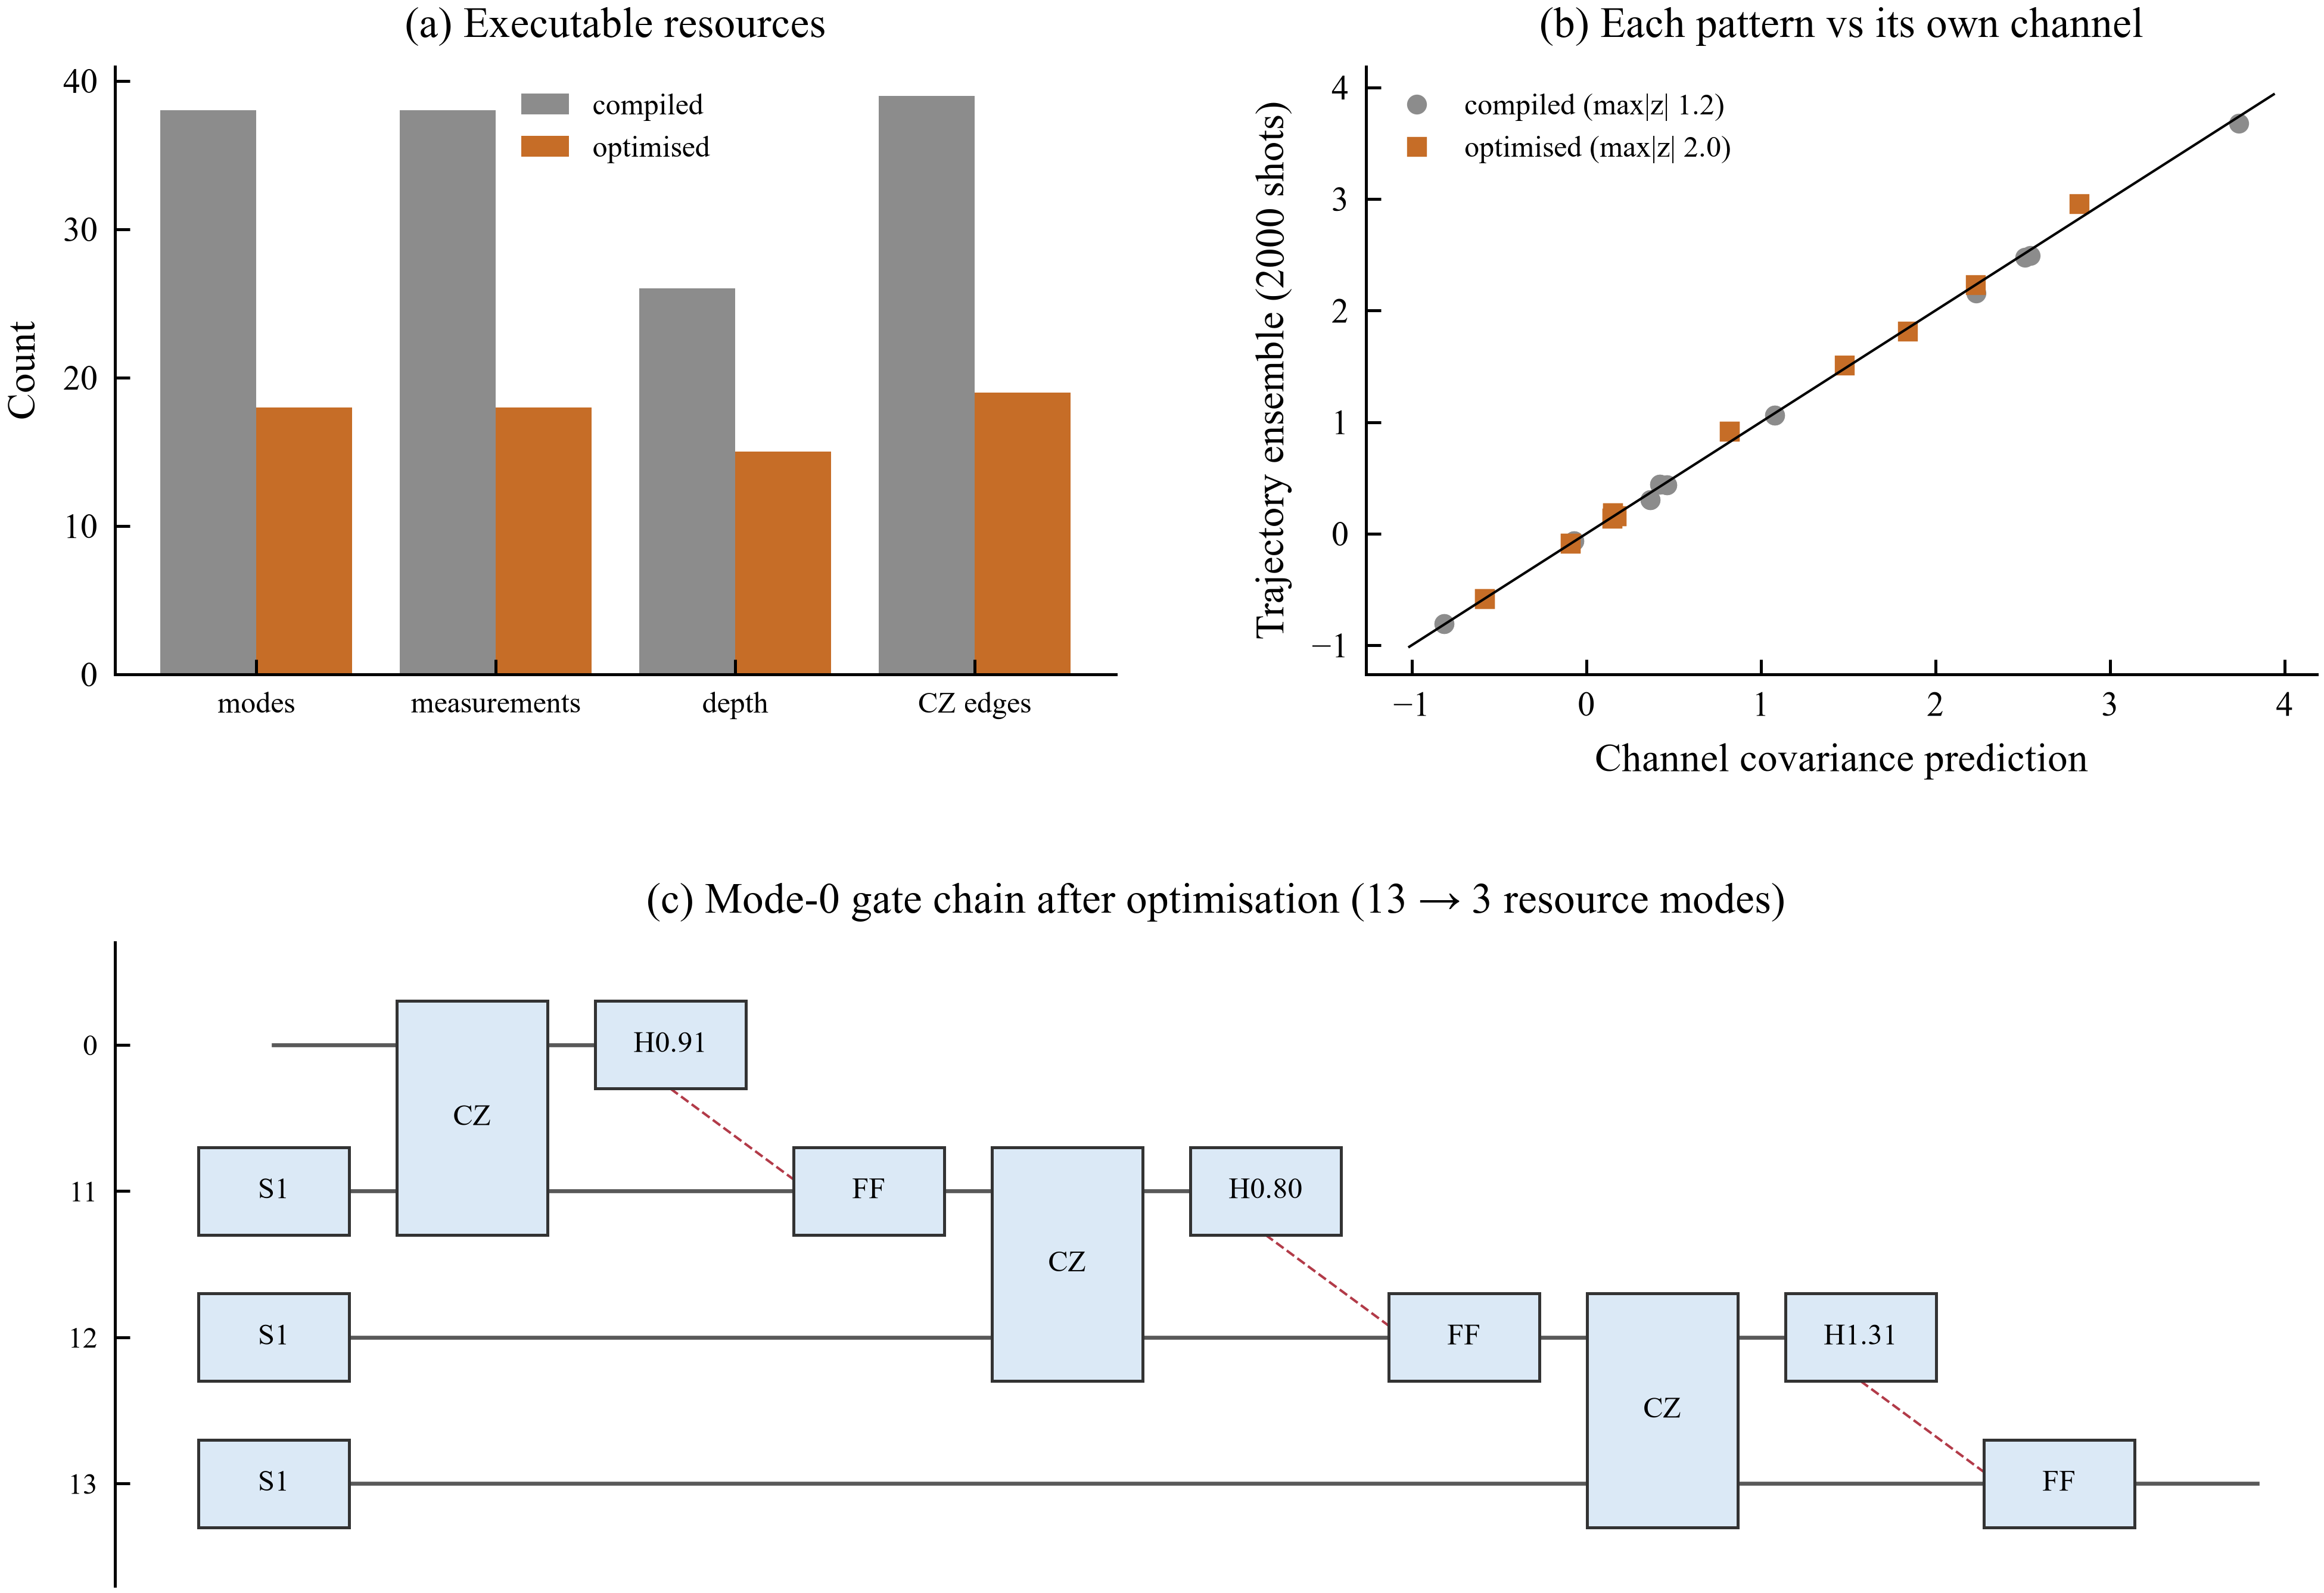 (a) Executable resources
40
30
20
10
0
Count
compiled
optimised
modes
measurements
depth
CZ edges
(b) Each pattern vs its own channel
4
3
2
1
0
−1
Trajectory ensemble (2000 shots)
compiled (max|z| 1.2)
optimised (max|z| 2.0)
−1
0
1
2
3
4
Channel covariance prediction
(c) Mode-0 gate chain after optimisation (13 → 3 resource modes)
0
CZ
H0.91
11
S1
FF
CZ
H0.80
12
S1
FF
CZ
H1.31
13
S1
FF